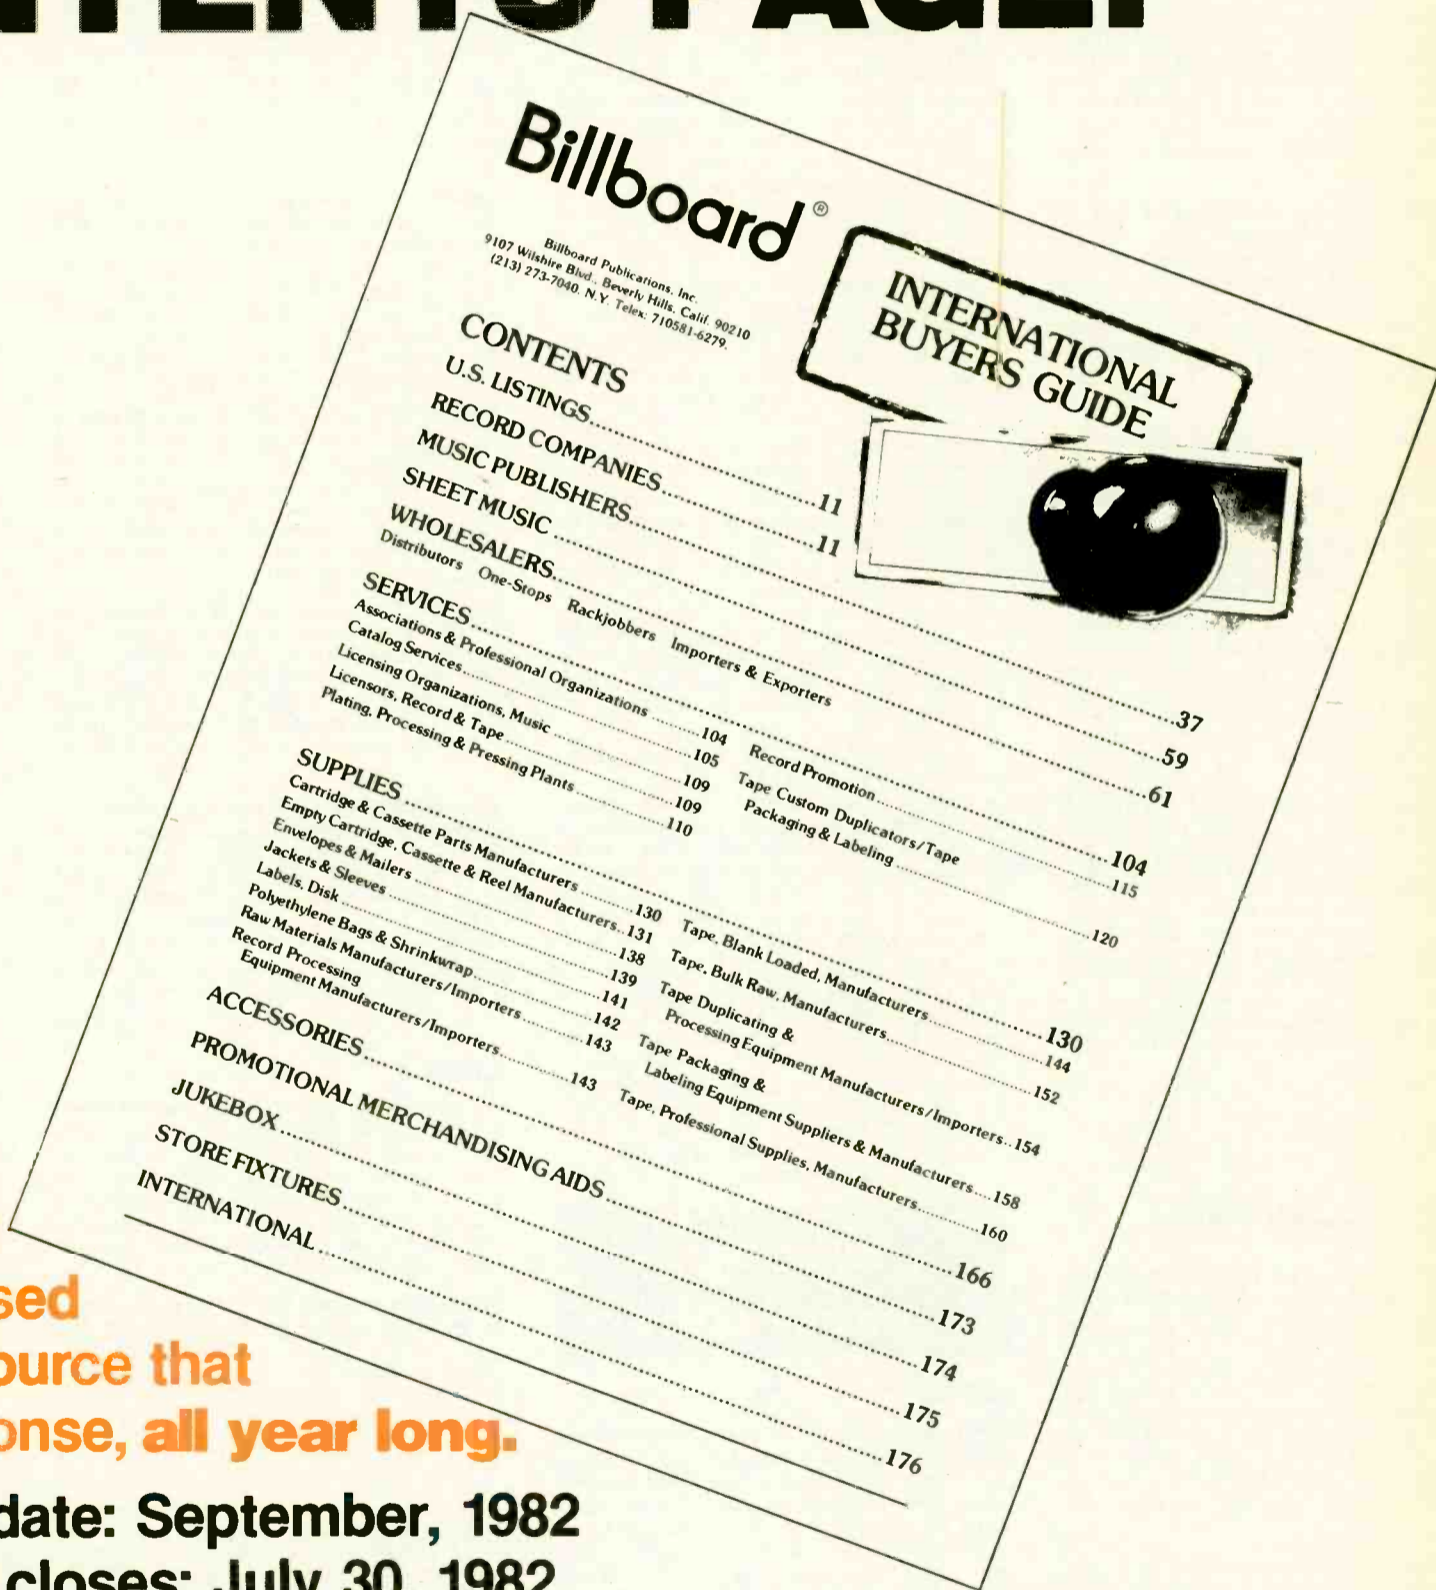 PAGE!
Billboard®
Billboard Publications, Inc.
9107 Wilshire Blvd., Beverly Hills, Calif. 90210
(213) 273-7040. N.Y. Telex: 710581-6279.
INTERNATIONAL
BUYERS GUIDE
CONTENTS
U.S. LISTINGS..........11
RECORD COMPANIES..........11
MUSIC PUBLISHERS..........37
SHEET MUSIC..........59
WHOLESALERS..........61
Distributors One-Stops Rackjobbers Importers & Exporters
SERVICES..........104
Associations & Professional Organizations..........104
Catalog Services..........105
Licensing Organizations, Music..........109
Licensors, Record & Tape..........109
Plating, Processing & Pressing Plants..........110
Record Promotion..........115
Tape Custom Duplicators/Tape
Packaging & Labeling..........120
SUPPLIES..........130
Cartridge & Cassette Parts Manufacturers..........130
Empty Cartridge, Cassette & Reel Manufacturers..131
Envelopes & Mailers..........138
Jackets & Sleeves..........139
Labels, Disk..........141
Polyethylene Bags & Shrinkwrap..........142
Raw Materials Manufacturers/Importers..........143
Record Processing
Equipment Manufacturers/Importers..........143
Tape, Blank Loaded, Manufacturers..........144
Tape, Bulk Raw, Manufacturers..........152
Tape Duplicating &
Processing Equipment Manufacturers/Importers..154
Tape Packaging &
Labeling Equipment Suppliers & Manufacturers....158
Tape, Professional Supplies, Manufacturers..........160
ACCESSORIES..........166
PROMOTIONAL MERCHANDISING AIDS..........173
JUKEBOX..........174
STORE FIXTURES..........175
INTERNATIONAL..........176
that
all year long.
date: September, 1982
closes: July 30, 1982